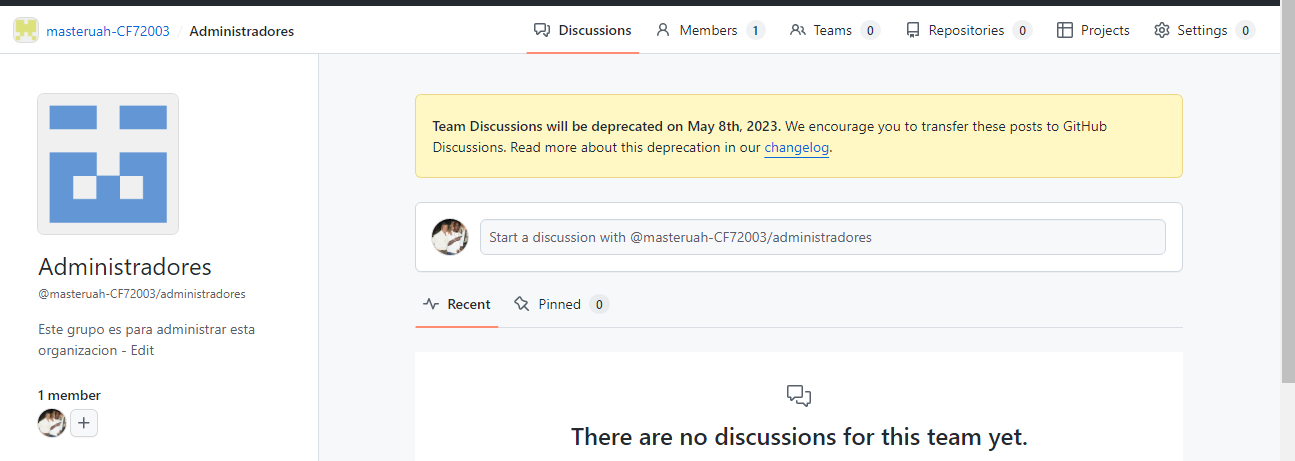 masteruah-CF72003 / Administradores
Discussions Members 1 Teams 0 Repositories 0 Projects Settings 0
Administradores
@masteruah-CF72003/administradores
Este grupo es para administrar esta
organizacion - Edit
1 member
Team Discussions will be deprecated on May 8th, 2023. We encourage you to transfer these posts to GitHub
Discussions. Read more about this deprecation in our changelog.
Start a discussion with @masteruah-CF72003/administradores
Recent Pinned 0
There are no discussions for this team yet.